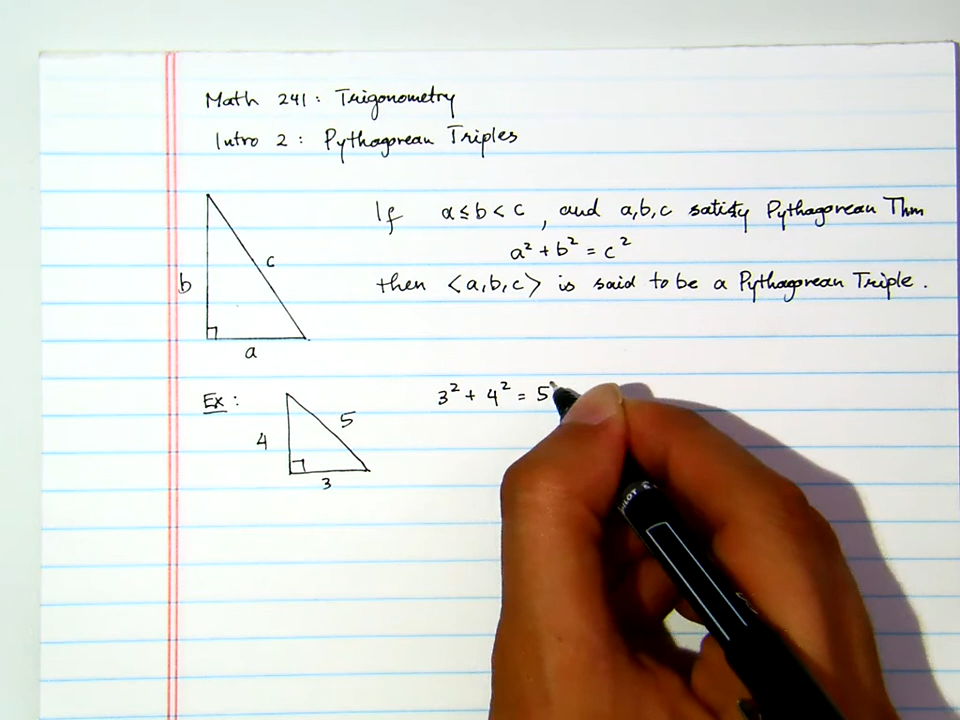 Math 241: Trigonometry
Intro 2: Pythagorean Triples
If a ≤ b < c, and a,b,c satisfy Pythagorean Thm
a² + b² = c²
then <a,b,c> is said to be a Pythagorean Triple.
b
c
a
Ex:
4
5
3
3² + 4² = 5
PILOT